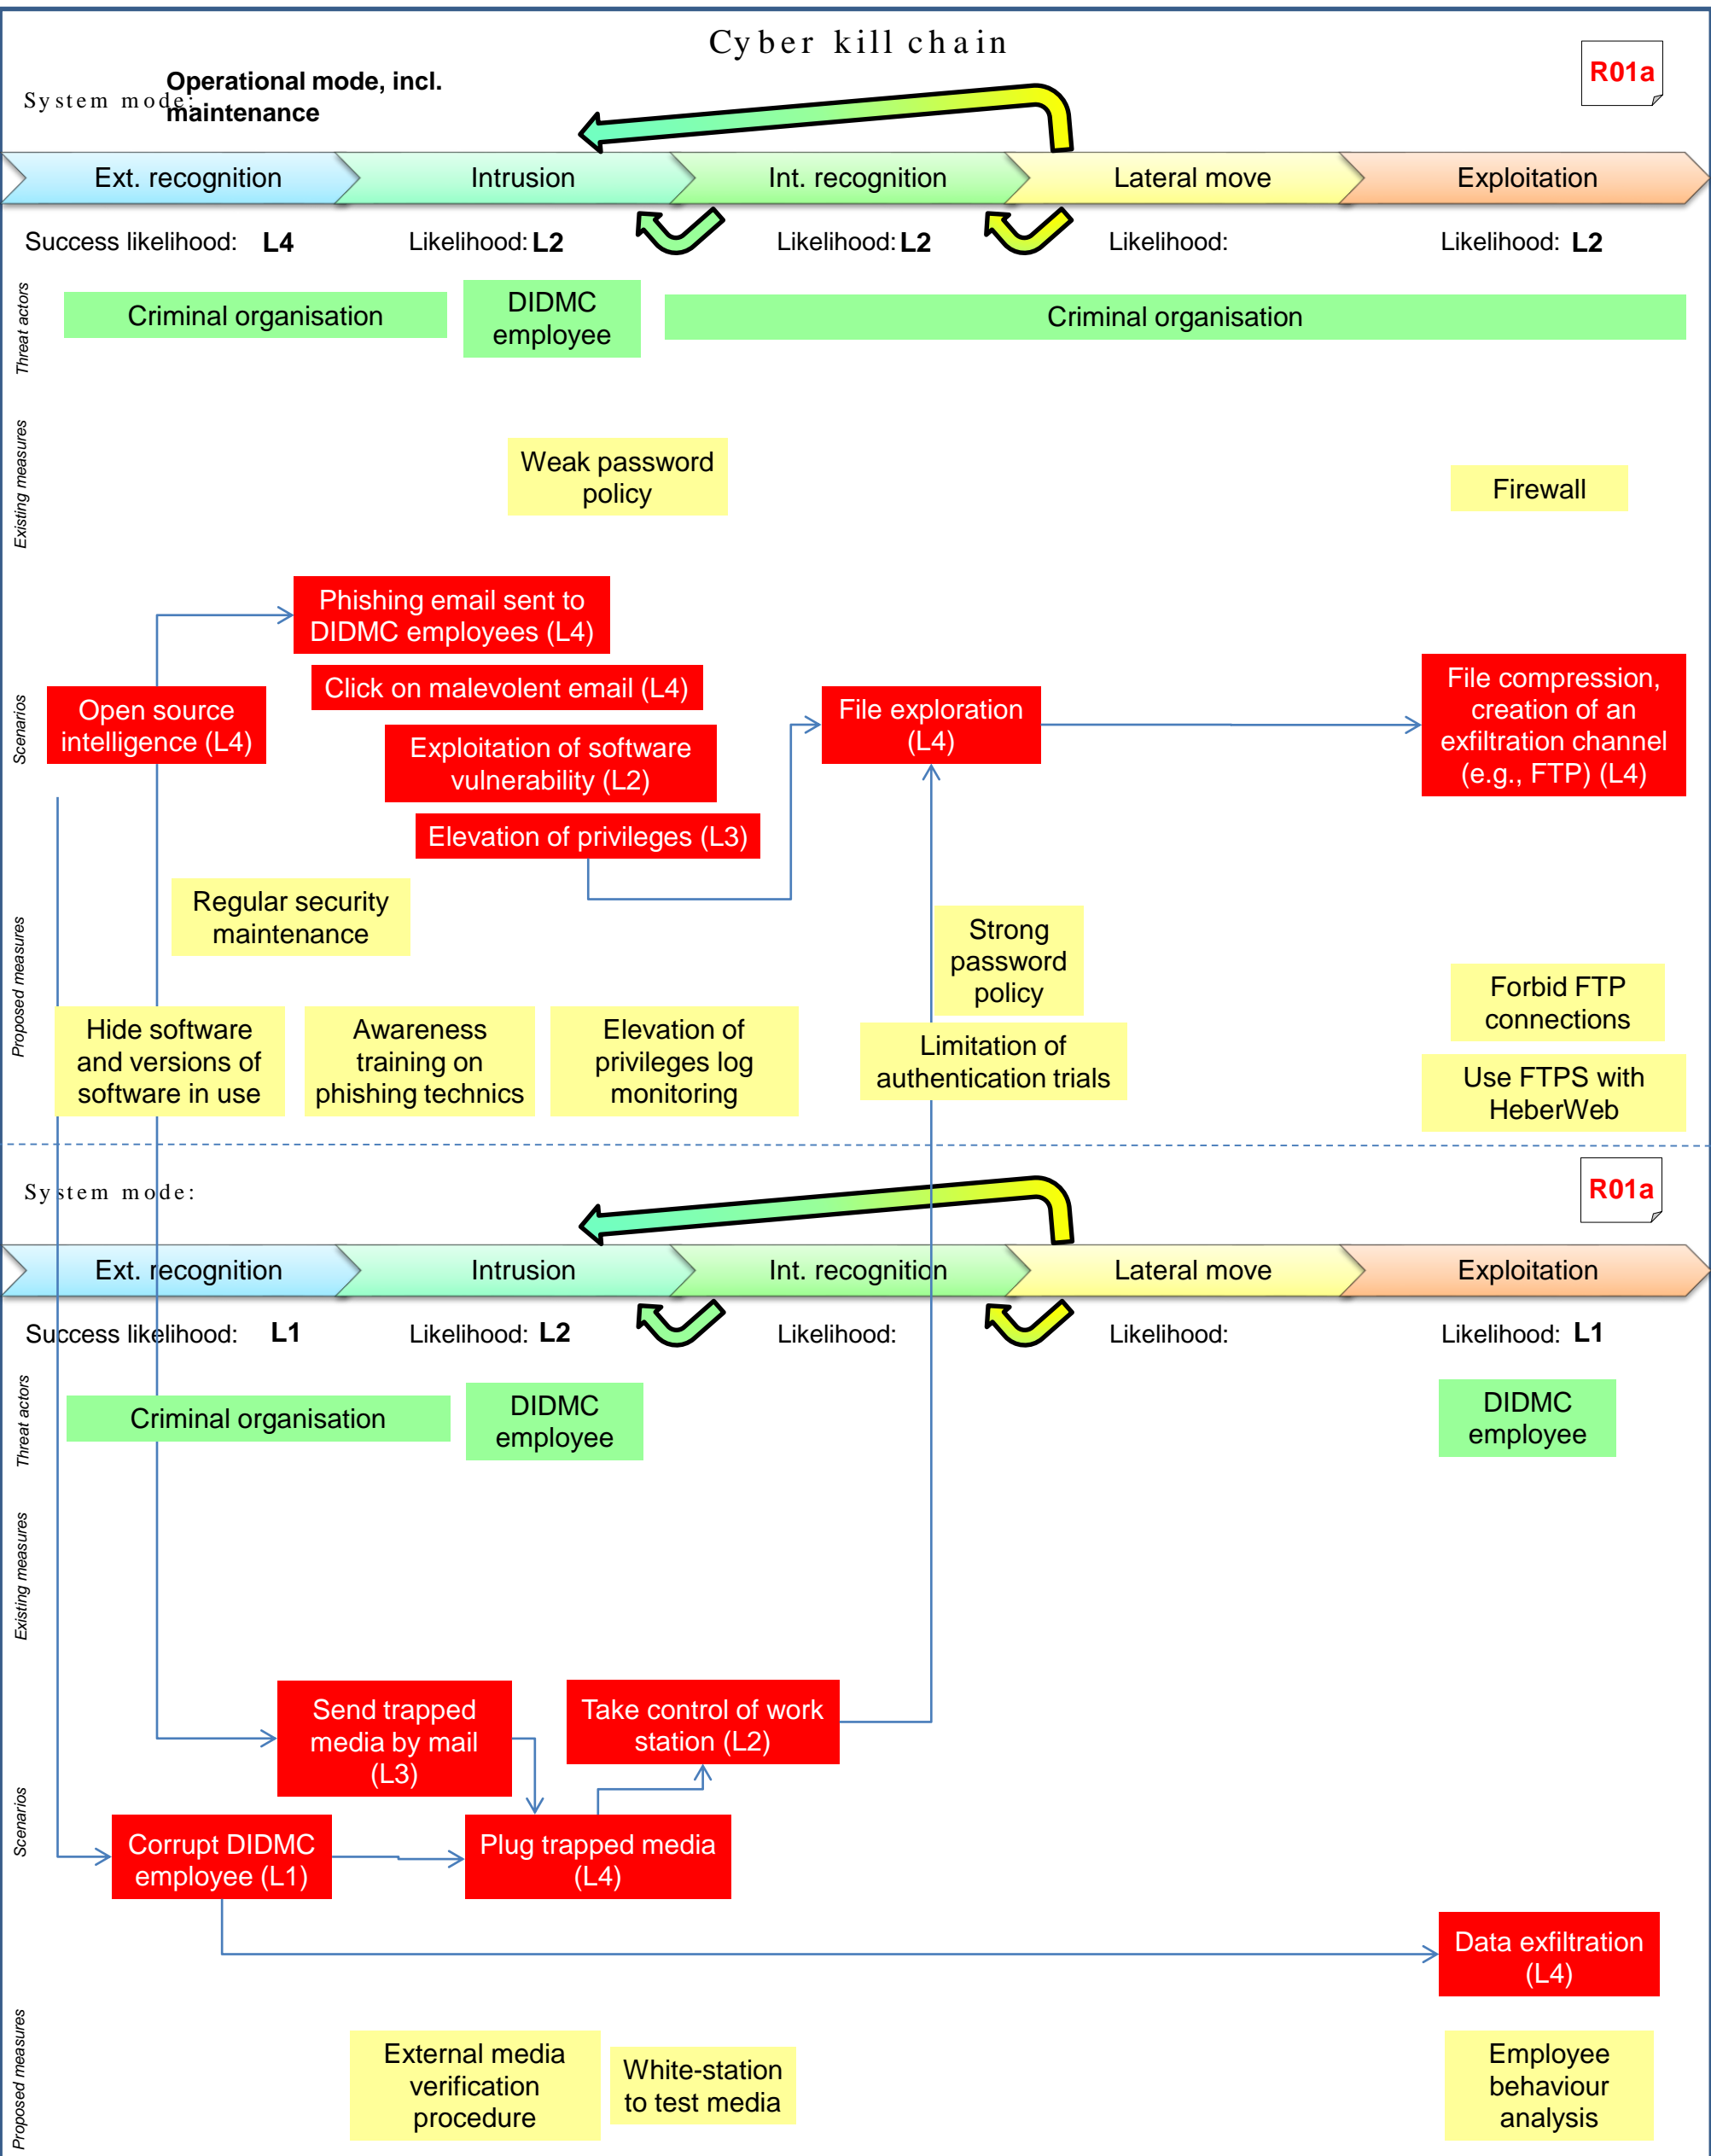 Cyber kill chain
R01a
System mode:
Operational mode, incl.
maintenance
Ext. recognition
Intrusion
Int. recognition
Lateral move
Exploitation
Success likelihood: L4
Likelihood: L2
Likelihood: L2
Likelihood:
Likelihood: L2
Threat actors
Criminal organisation
DIDMC
employee
Criminal organisation
Existing measures
Weak password
policy
Firewall
Scenarios
Open source
intelligence (L4)
Phishing email sent to
DIDMC employees (L4)
Click on malevolent email (L4)
Exploitation of software
vulnerability (L2)
Elevation of privileges (L3)
File exploration
(L4)
File compression,
creation of an
exfiltration channel
(e.g., FTP) (L4)
Proposed measures
Regular security
maintenance
Hide software
and versions of
software in use
Awareness
training on
phishing technics
Elevation of
privileges log
monitoring
Strong
password
policy
Limitation of
authentication trials
Forbid FTP
connections
Use FTPS with
HeberWeb
System mode:
R01a
Ext. recognition
Intrusion
Int. recognition
Lateral move
Exploitation
Success likelihood: L1
Likelihood: L2
Likelihood:
Likelihood:
Likelihood: L1
Threat actors
Criminal organisation
DIDMC
employee
DIDMC
employee
Existing measures
Scenarios
Send trapped
media by mail
(L3)
Take control of work
station (L2)
Corrupt DIDMC
employee (L1)
Plug trapped media
(L4)
Data exfiltration
(L4)
Proposed measures
External media
verification
procedure
White-station
to test media
Employee
behaviour
analysis